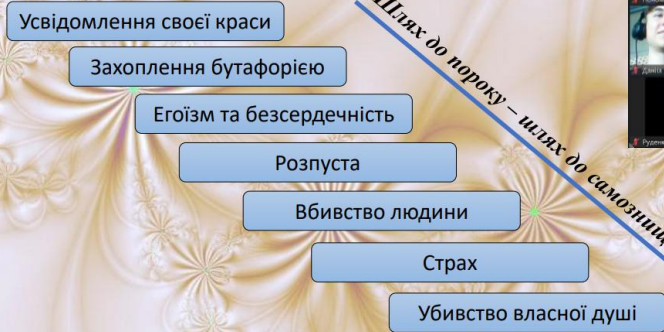 Усвідомлення своєї краси
Захоплення бутафорією
Егоїзм та безсердечність
Розпуста
Вбивство людини
Страх
Убивство власної душі
Шлях до пороку – шлях до